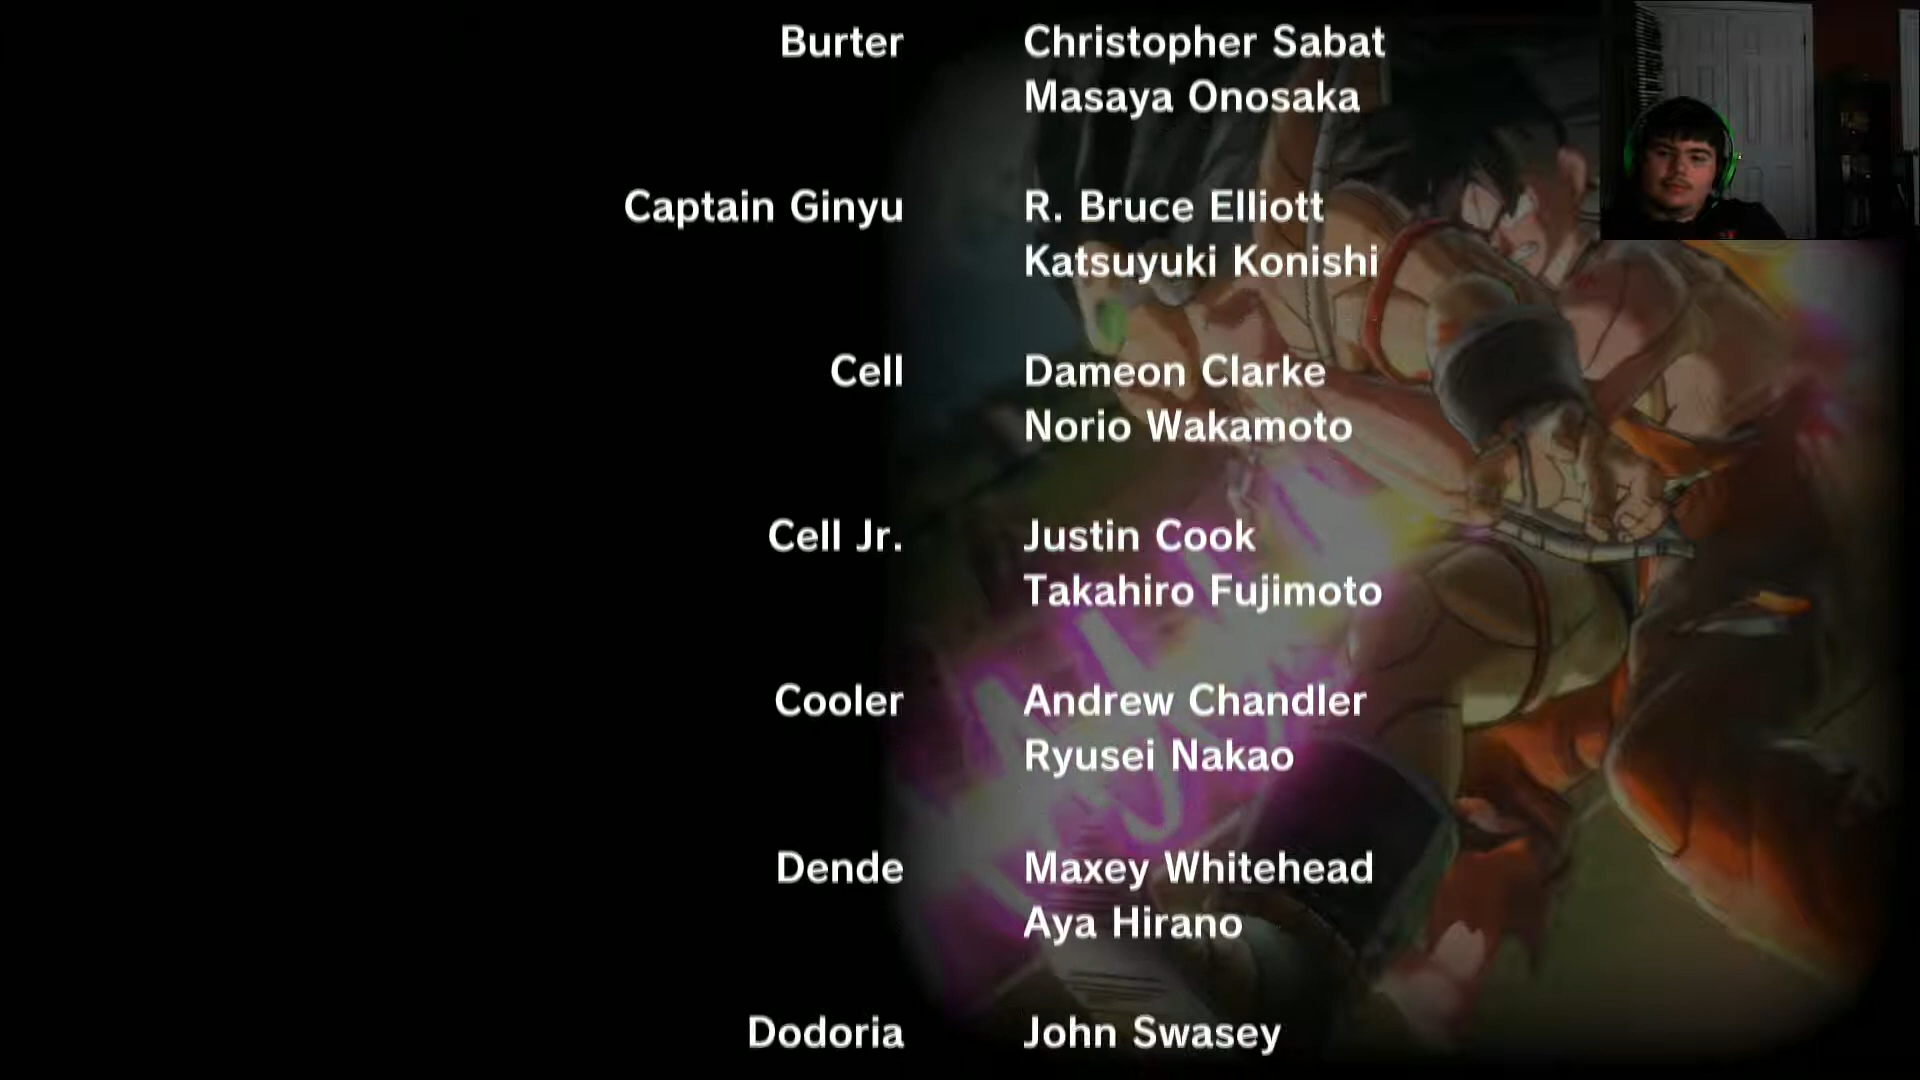 Burter Christopher Sabat
Masaya Onosaka
Captain Ginyu R. Bruce Elliott
Katsuyuki Konishi
Cell Dameon Clarke
Norio Wakamoto
Cell Jr. Justin Cook
Takahiro Fujimoto
Cooler Andrew Chandler
Ryusei Nakao
Dende Maxey Whitehead
Aya Hirano
Dodoria John Swasey